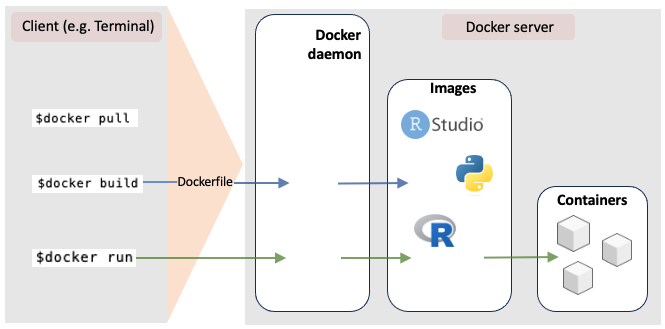 Client (e.g. Terminal)
Docker server
Docker
daemon
Images
R Studio
$docker pull
$docker build
Dockerfile
R
Containers
$docker run